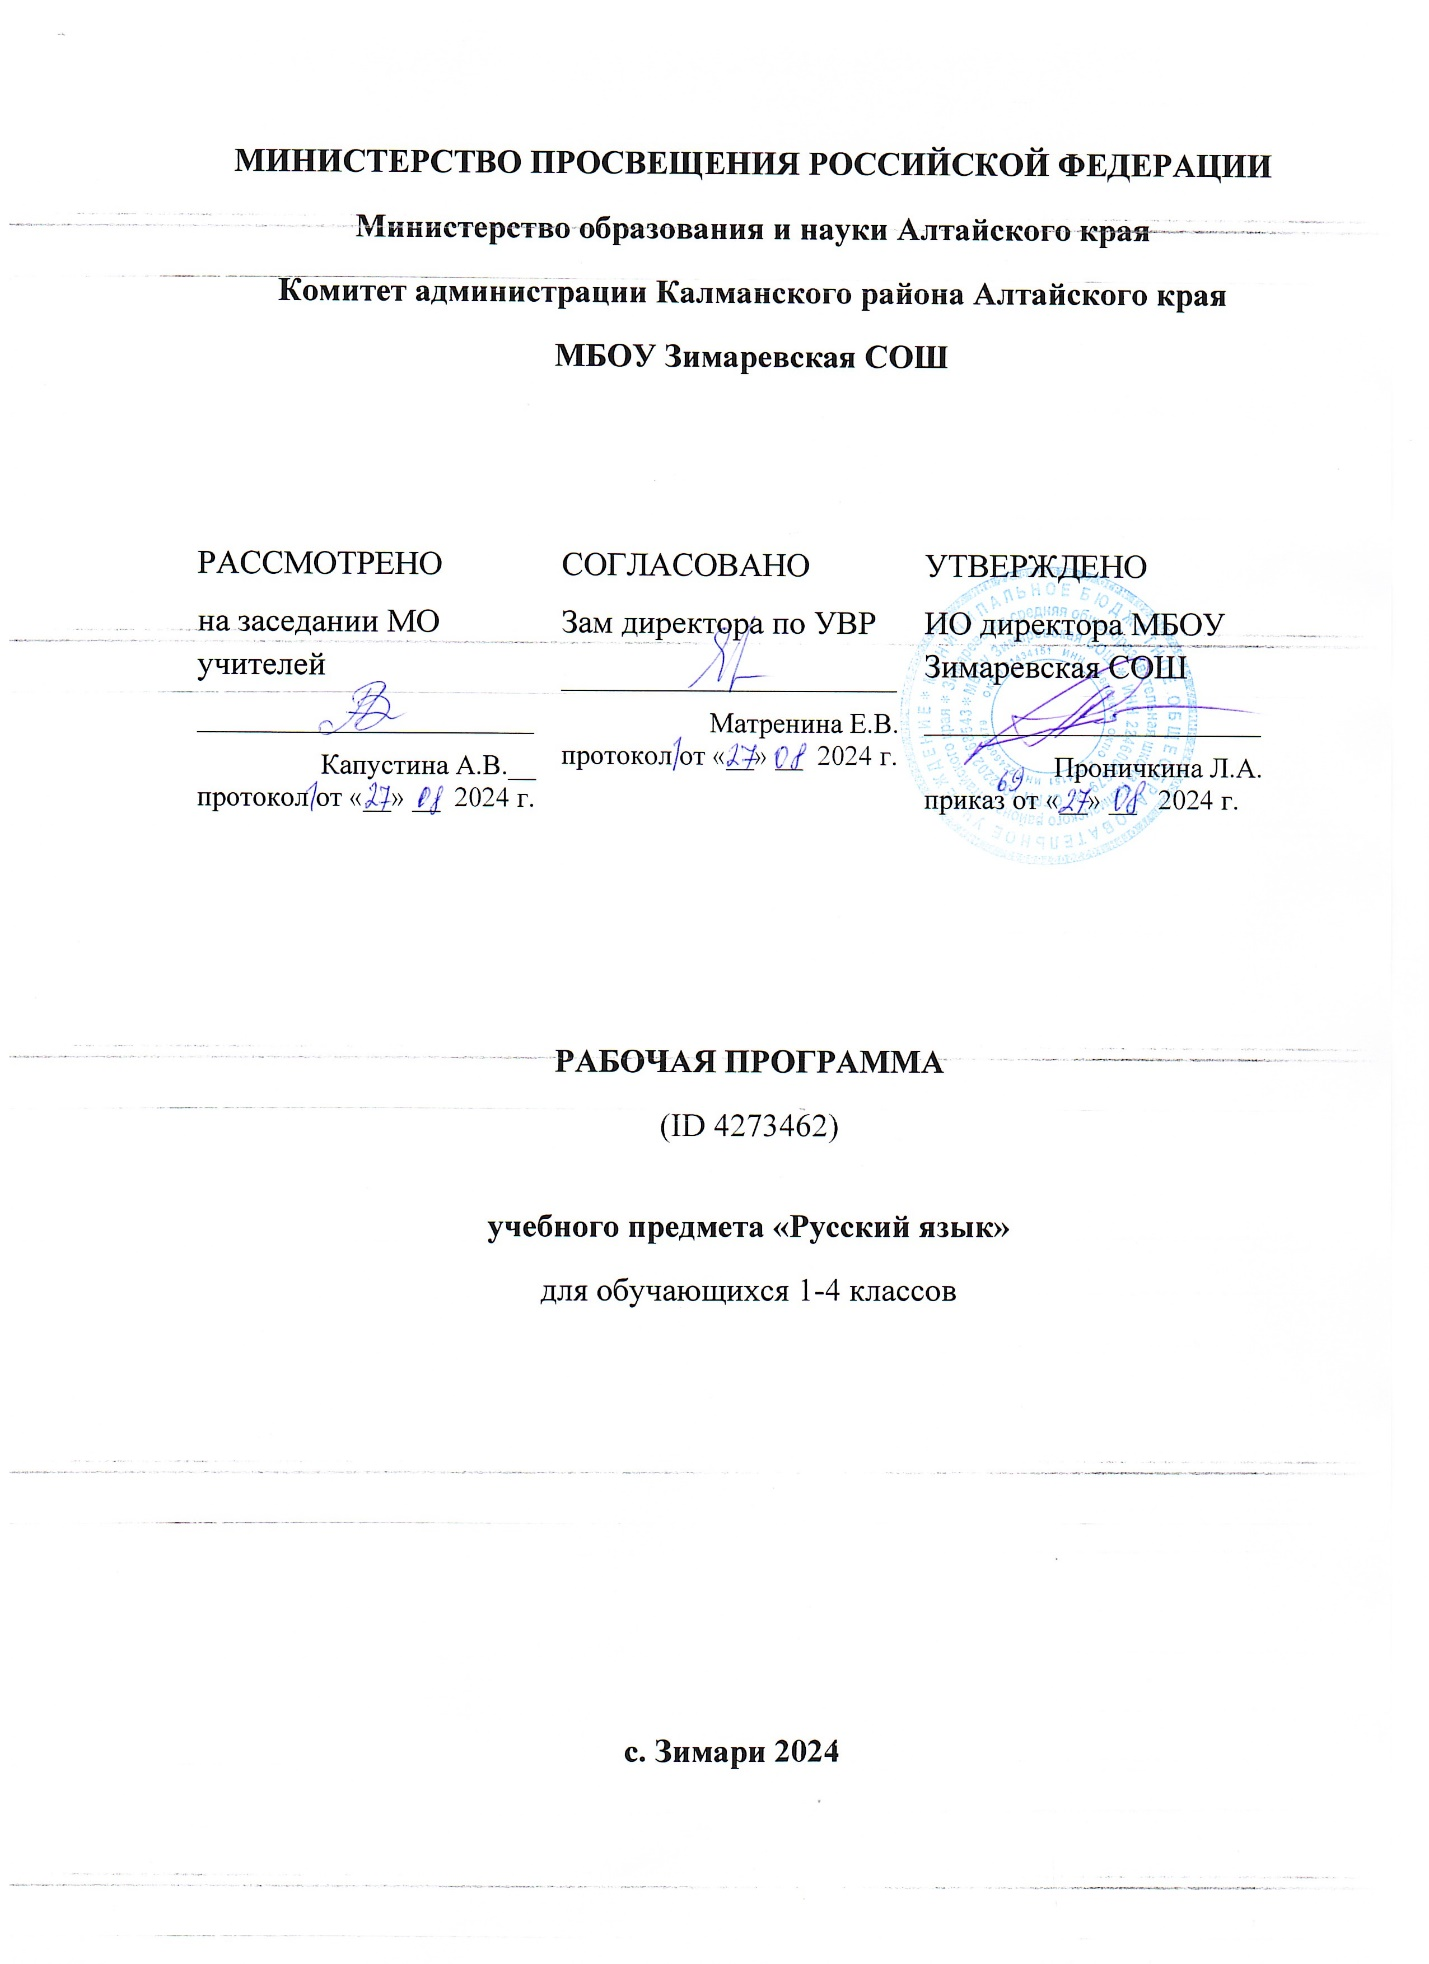 МИНИСТЕРСТВО ПРОСВЕЩЕНИЯ РОССИЙСКОЙ ФЕДЕРАЦИИ
Министерство образования и науки Алтайского края
Комитет администрации Калманского района Алтайского края
МБОУ Зимаревская СОШ
РАССМОТРЕНО
на заседании МО
учителей
Капустина А.В.__
протокол 1 от «27» 08 2024 г.
СОГЛАСОВАНО
Зам директора по УВР
Матренина Е.В.
протокол 1 от «27» 08 2024 г.
УТВЕРЖДЕНО
ИО директора МБОУ
Зимаревская СОШ
Проничкина Л.А.
69
приказ от «27» 08 2024 г.
РАБОЧАЯ ПРОГРАММА
(ID 4273462)
учебного предмета «Русский язык»
для обучающихся 1-4 классов
с. Зимари 2024